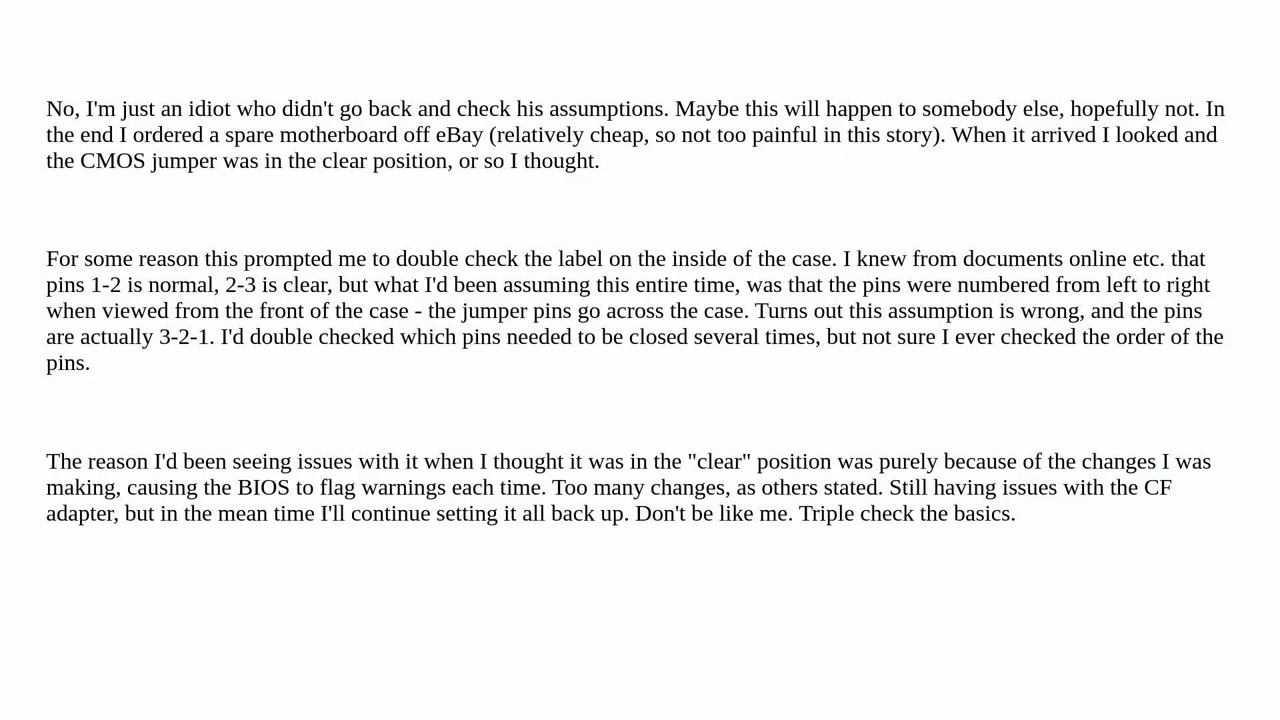 No, I'm just an idiot who didn't go back and check his assumptions. Maybe this will happen to somebody else, hopefully not. In
the end I ordered a spare motherboard off eBay (relatively cheap, so not too painful in this story). When it arrived I looked and
the CMOS jumper was in the clear position, or so I thought.
For some reason this prompted me to double check the label on the inside of the case. I knew from documents online etc. that
pins 1-2 is normal, 2-3 is clear, but what I'd been assuming this entire time, was that the pins were numbered from left to right
when viewed from the front of the case - the jumper pins go across the case. Turns out this assumption is wrong, and the pins
are actually 3-2-1. I'd double checked which pins needed to be closed several times, but not sure I ever checked the order of the
pins.
The reason I'd been seeing issues with it when I thought it was in the "clear" position was purely because of the changes I was
making, causing the BIOS to flag warnings each time. Too many changes, as others stated. Still having issues with the CF
adapter, but in the mean time I'll continue setting it all back up. Don't be like me. Triple check the basics.